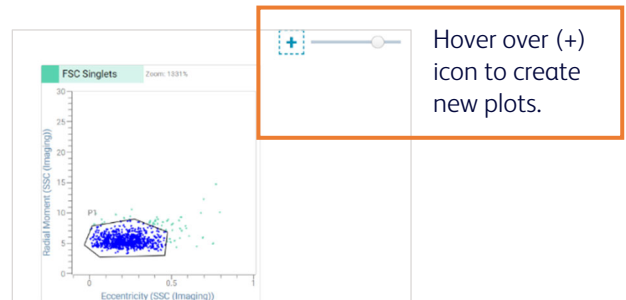 Hover over (+)
icon to create
new plots.
FSC Singlets Zoom: 1331%
30
25
20
15
10
5
0
Radial Moment (SSC (Imaging))
P1
0 0.5 1
Eccentricity (SSC (Imaging))